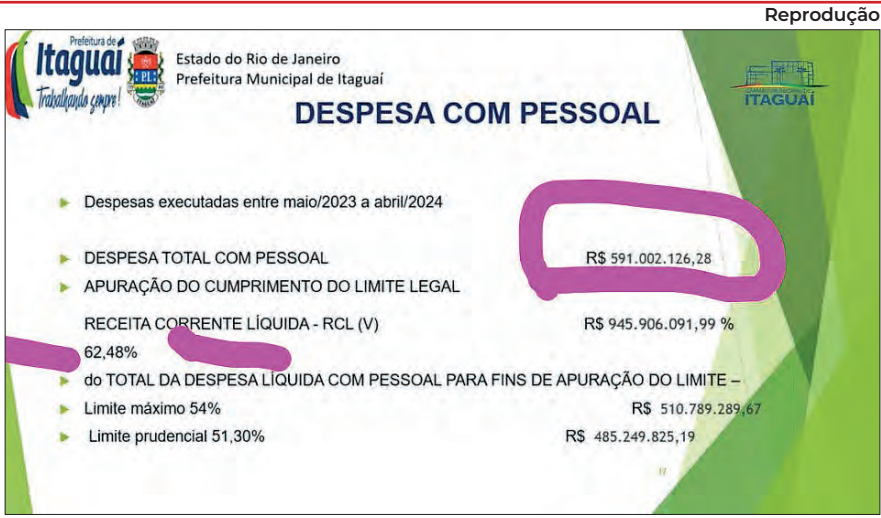 Reprodução
Prefeitura de
Itaguaí
Trabalhando sempre!
Estado do Rio de Janeiro
Prefeitura Municipal de Itaguaí
DESPESA COM PESSOAL
ITAGUAÍ
Despesas executadas entre maio/2023 a abril/2024
DESPESA TOTAL COM PESSOAL R$ 591.002.126,28
APURAÇÃO DO CUMPRIMENTO DO LIMITE LEGAL
RECEITA CORRENTE LÍQUIDA - RCL (V) R$ 945.906.091,99 %
62,48%
do TOTAL DA DESPESA LÍQUIDA COM PESSOAL PARA FINS DE APURAÇÃO DO LIMITE –
Limite máximo 54% R$ 510.789.289,67
Limite prudencial 51,30% R$ 485.249.825,19
17